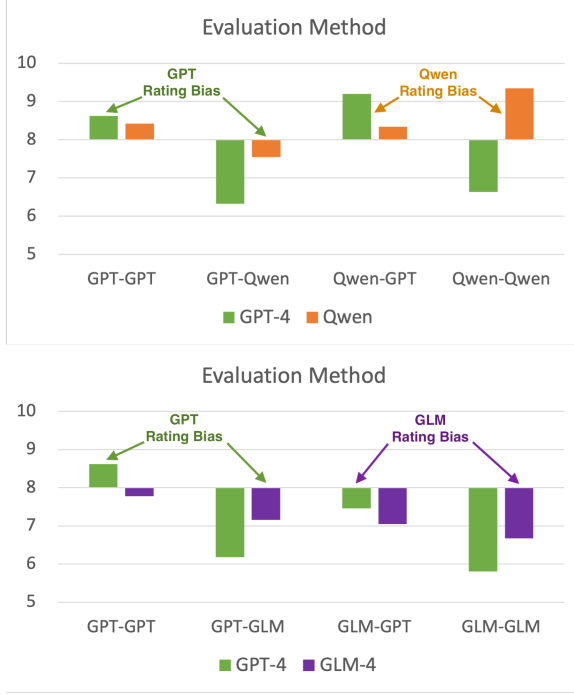 Evaluation Method
10
GPT
Rating Bias
Qwen
Rating Bias
9
8
7
6
5
GPT-GPT GPT-Qwen Qwen-GPT Qwen-Qwen
GPT-4 Qwen
Evaluation Method
10
GPT
Rating Bias
GLM
Rating Bias
9
8
7
6
5
GPT-GPT GPT-GLM GLM-GPT GLM-GLM
GPT-4 GLM-4